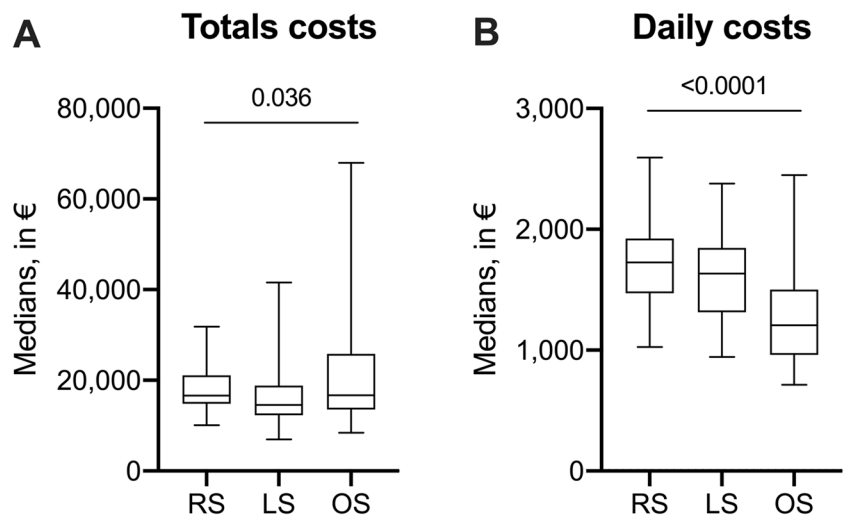 A
Totals costs
0.036
80,000
60,000
40,000
20,000
0
Medians, in €
RS
LS
OS
B
Daily costs
<0.0001
3,000
2,000
1,000
0
Medians, in €
RS
LS
OS